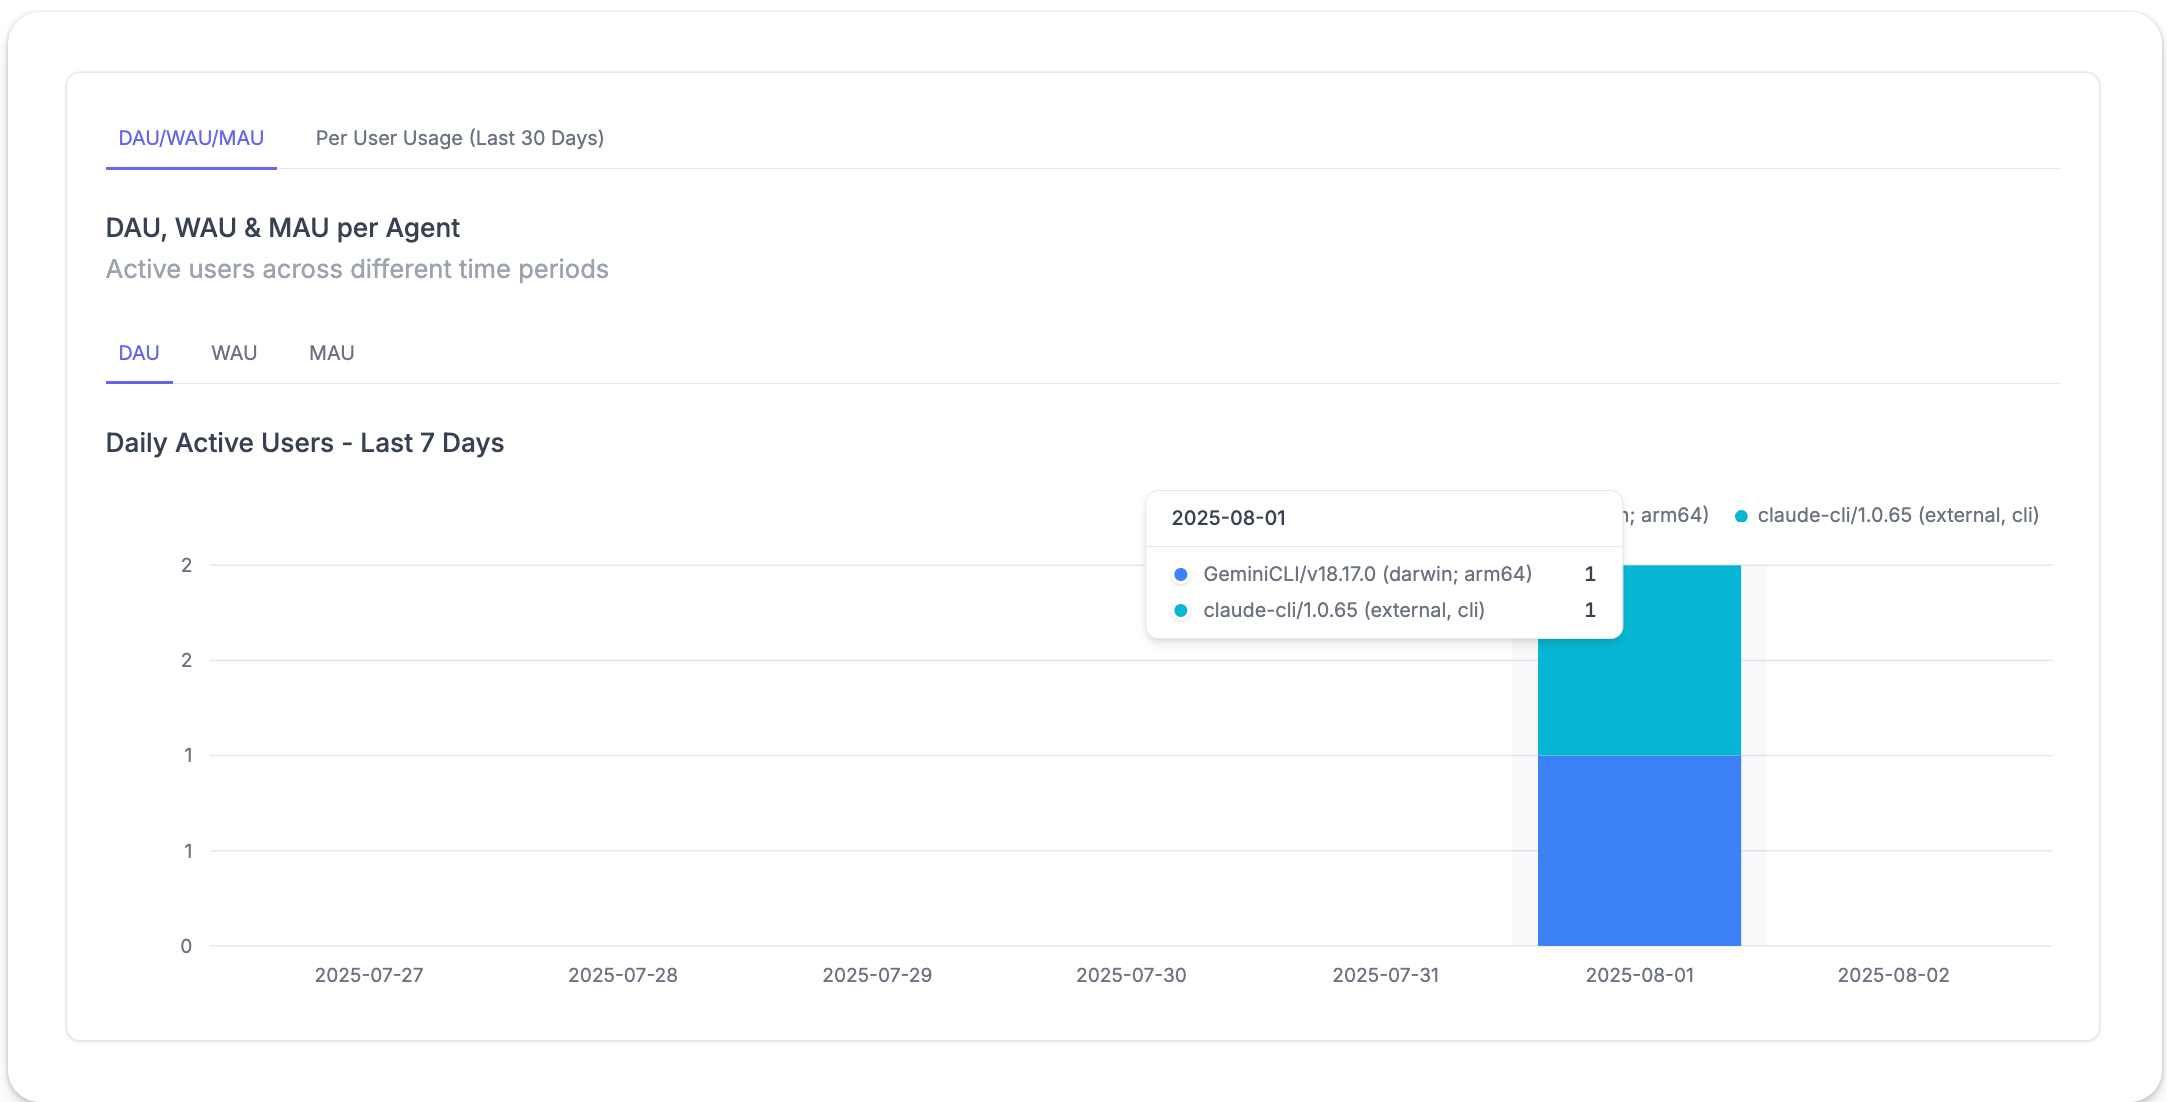 DAU/WAU/MAU Per User Usage (Last 30 Days)
DAU, WAU & MAU per Agent
Active users across different time periods
DAU WAU MAU
Daily Active Users - Last 7 Days
arm64) claude-cli/1.0.65 (external, cli)
2025-08-01
GeminiCLI/v18.17.0 (darwin; arm64) 1
claude-cli/1.0.65 (external, cli) 1
2
2
1
1
0
2025-07-27 2025-07-28 2025-07-29 2025-07-30 2025-07-31 2025-08-01 2025-08-02